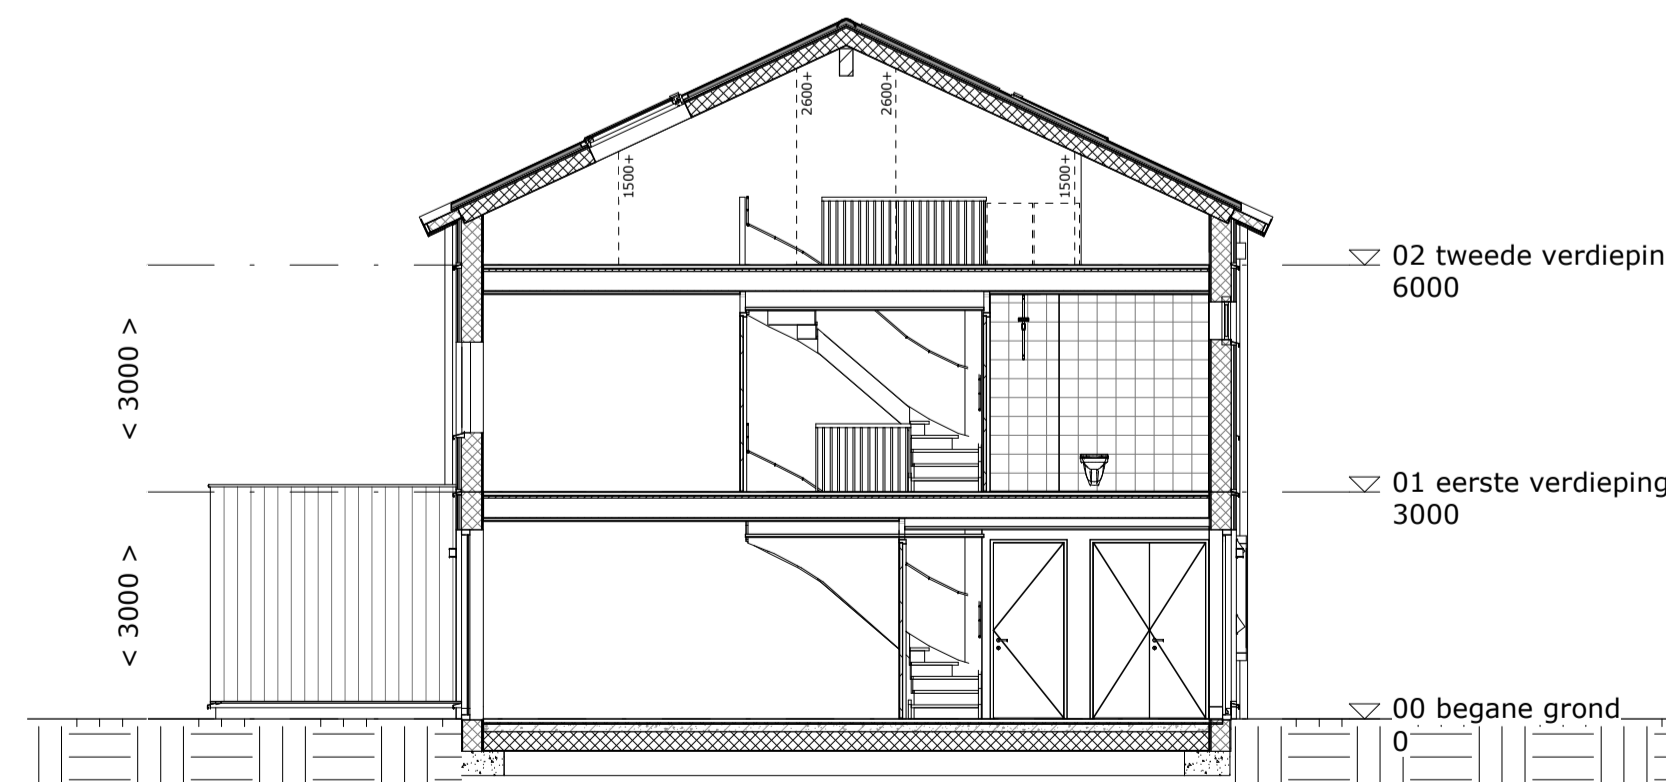 2600+
2600+
1500+
1500+
02 tweede verdiepin
6000
< 3000 >
01 eerste verdieping
3000
< 3000 >
00 begane grond
0